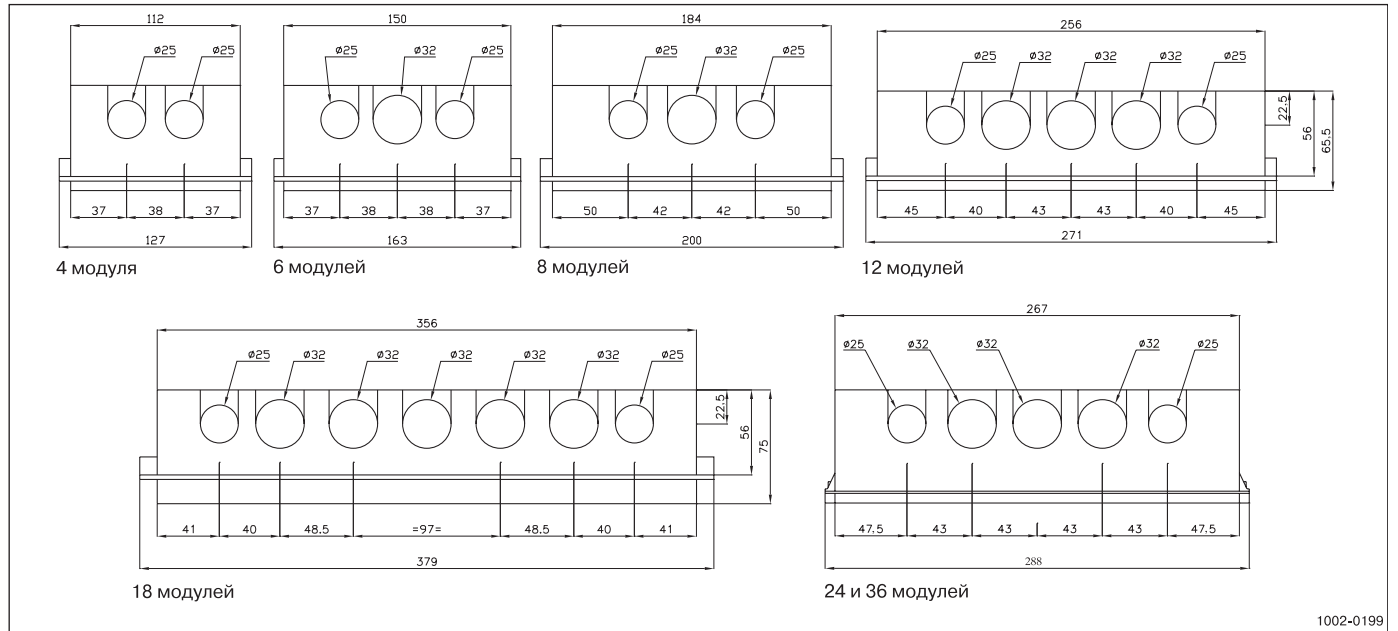 112
ø25 ø25
37 38 37
127
4 модуля
150
ø25 ø32 ø25
37 38 38 37
163
6 модулей
184
ø25 ø32 ø25
50 42 42 50
200
8 модулей
256
ø25 ø32 ø32 ø32 ø25
22,5
56
65,5
45 40 43 43 40 45
271
12 модулей
356
ø25 ø32 ø32 ø32 ø32 ø32 ø25
22,5
56
75
41 40 48.5 =97= 48.5 40 41
379
18 модулей
267
ø25 ø32 ø32 ø32 ø25
47,5 43 43 43 43 47,5
288
24 и 36 модулей
1002-0199